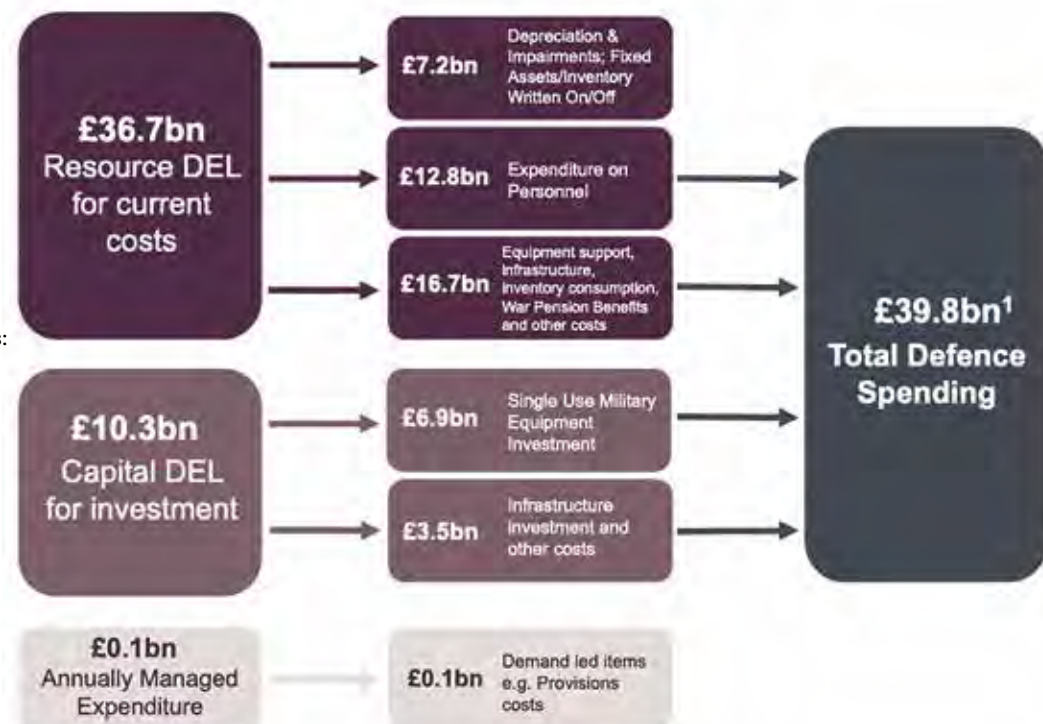 £36.7bn
Resource DEL
for current
costs
£7.2bn
Depreciation &
Impairments; Fixed
Assets/Inventory
Written On/Off
£12.8bn
Expenditure on
Personnel
£16.7bn
Equipment support,
Infrastructure,
Inventory consumption,
War Pension Benefits
and other costs
s:
£10.3bn
Capital DEL
for investment
£6.9bn
Single Use Military
Equipment
Investment
£3.5bn
Infrastructure
investment and
other costs
£39.8bn¹
Total Defence
Spending
£0.1bn
Annually Managed
Expenditure
£0.1bn
Demand led items
e.g. Provisions
costs